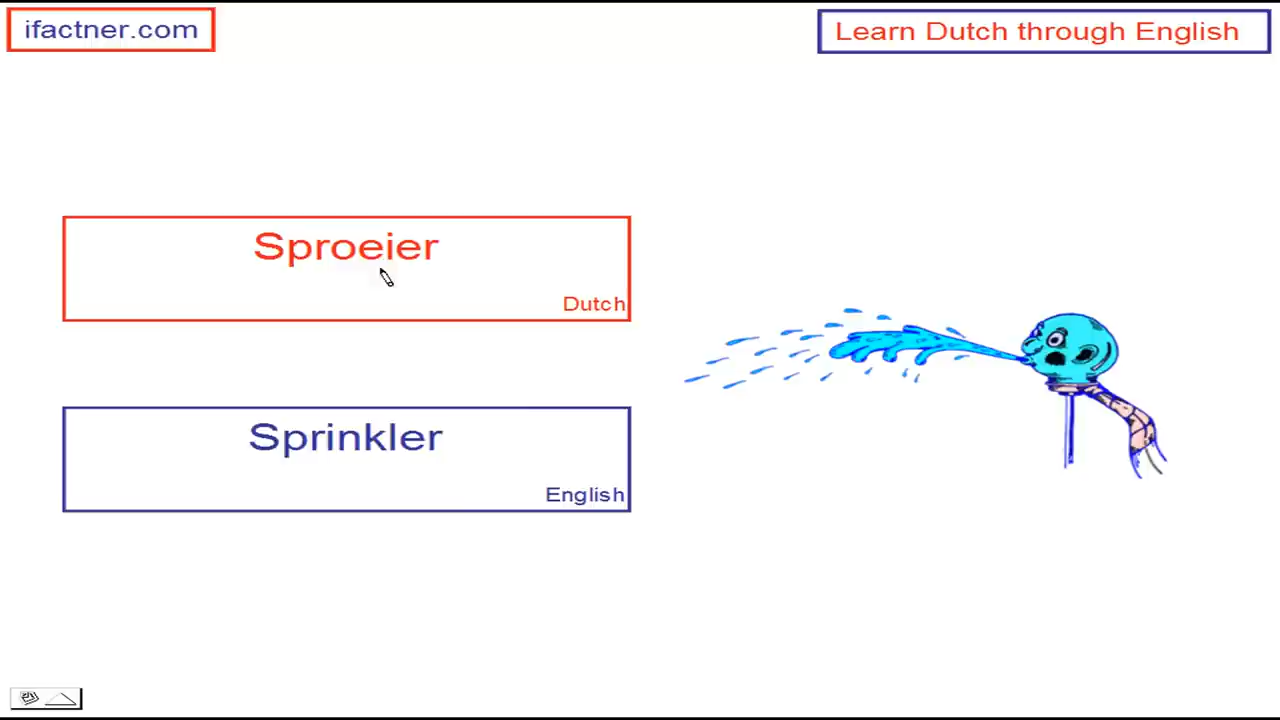 ifactner.com
Learn Dutch through English
Sproeier
Dutch
Sprinkler
English